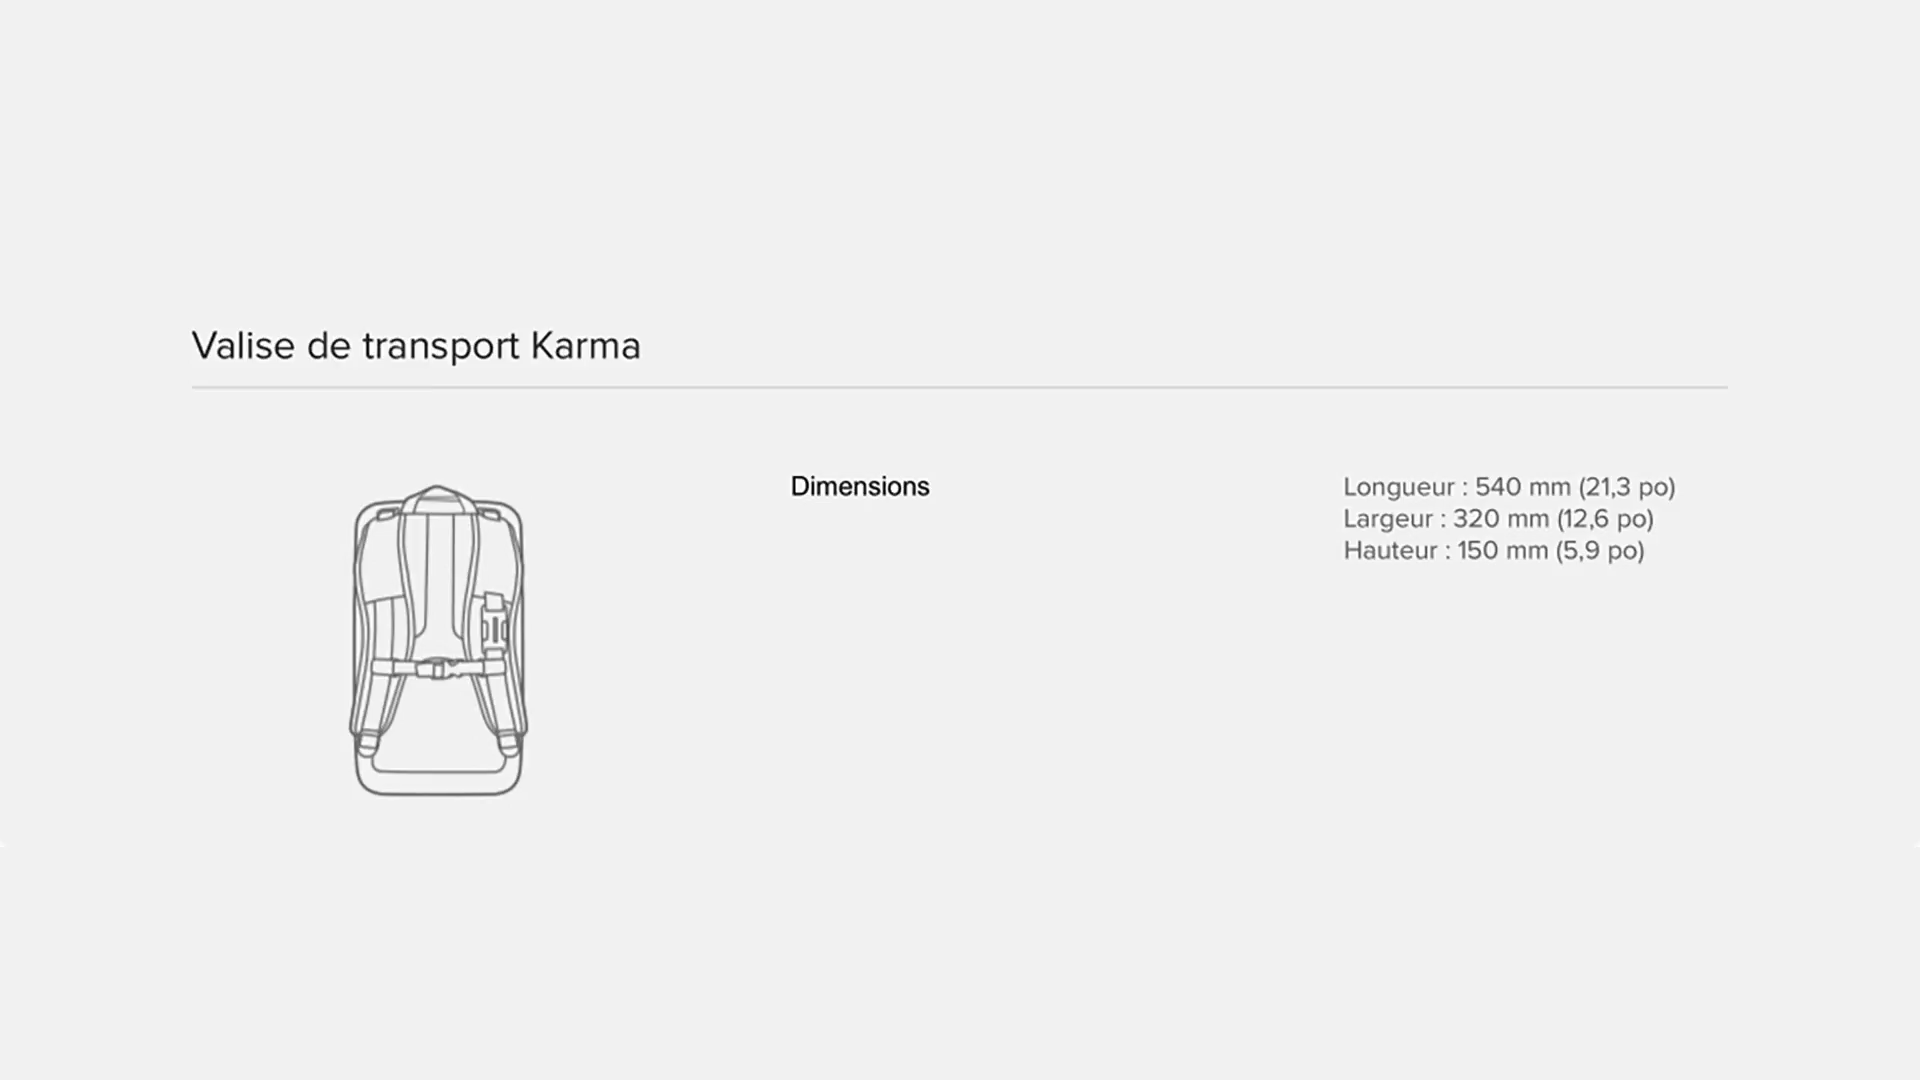 Valise de transport Karma
Dimensions
Longueur : 540 mm (21,3 po)
Largeur : 320 mm (12,6 po)
Hauteur : 150 mm (5,9 po)